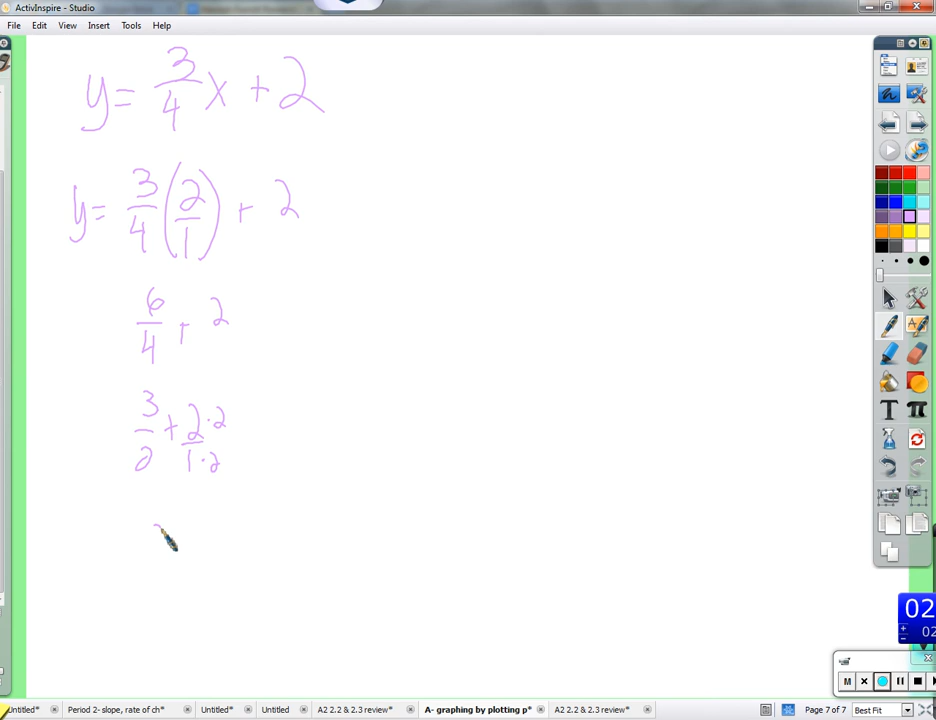 ActivInspire - Studio
File Edit View Insert Tools Help
y = 3/4 x + 2
y = 3/4 (2/1) + 2
6/4 + 2
3/2 + 2·2/1·2
T π
02
02
M
ntitled* Period 2- slope, rate of ch* Untitled* Untitled A2 2.2 & 2.3 review* A- graphing by plotting p* A2 2.2 & 2.3 review* Page 7 of 7 Best Fit